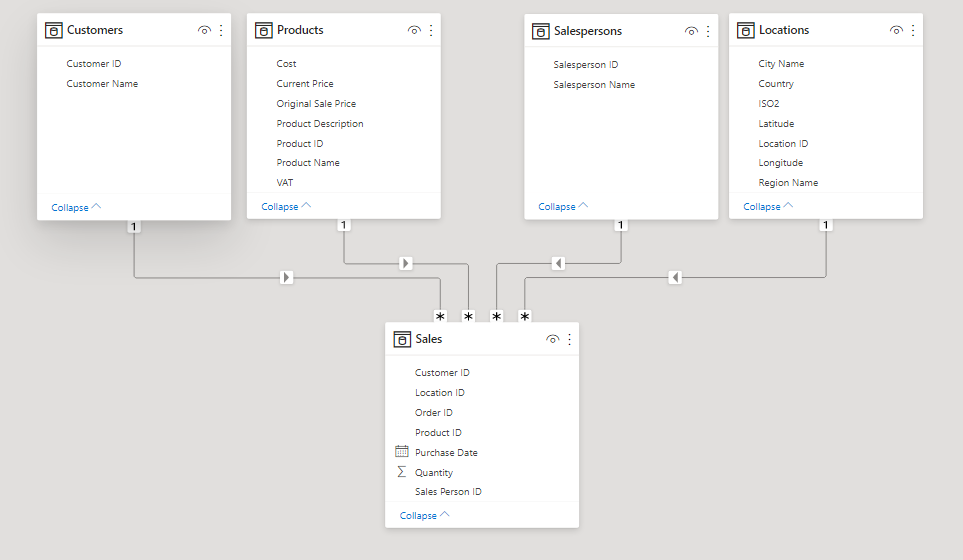 Customers
Customer ID
Customer Name
Collapse
1
Products
Cost
Current Price
Original Sale Price
Product Description
Product ID
Product Name
VAT
Collapse
1
Salespersons
Salesperson ID
Salesperson Name
Collapse
1
Locations
City Name
Country
ISO2
Latitude
Location ID
Longitude
Region Name
Collapse
1
* * * *
Sales
Customer ID
Location ID
Order ID
Product ID
Purchase Date
∑ Quantity
Sales Person ID
Collapse